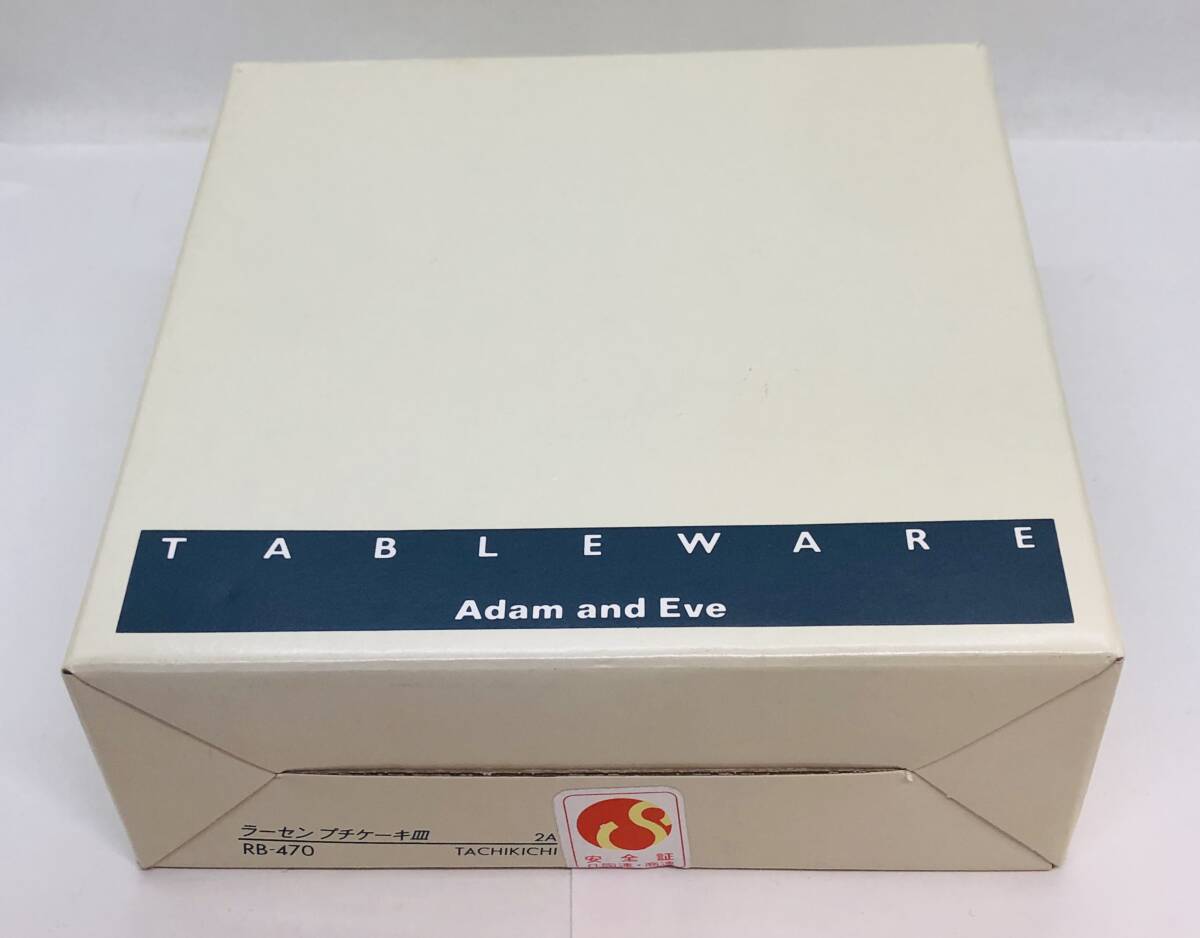 TABLEWARE
Adam and Eve
ラーセン プチケーキ皿 2A
RB-470 TACHIKICHI
安全証